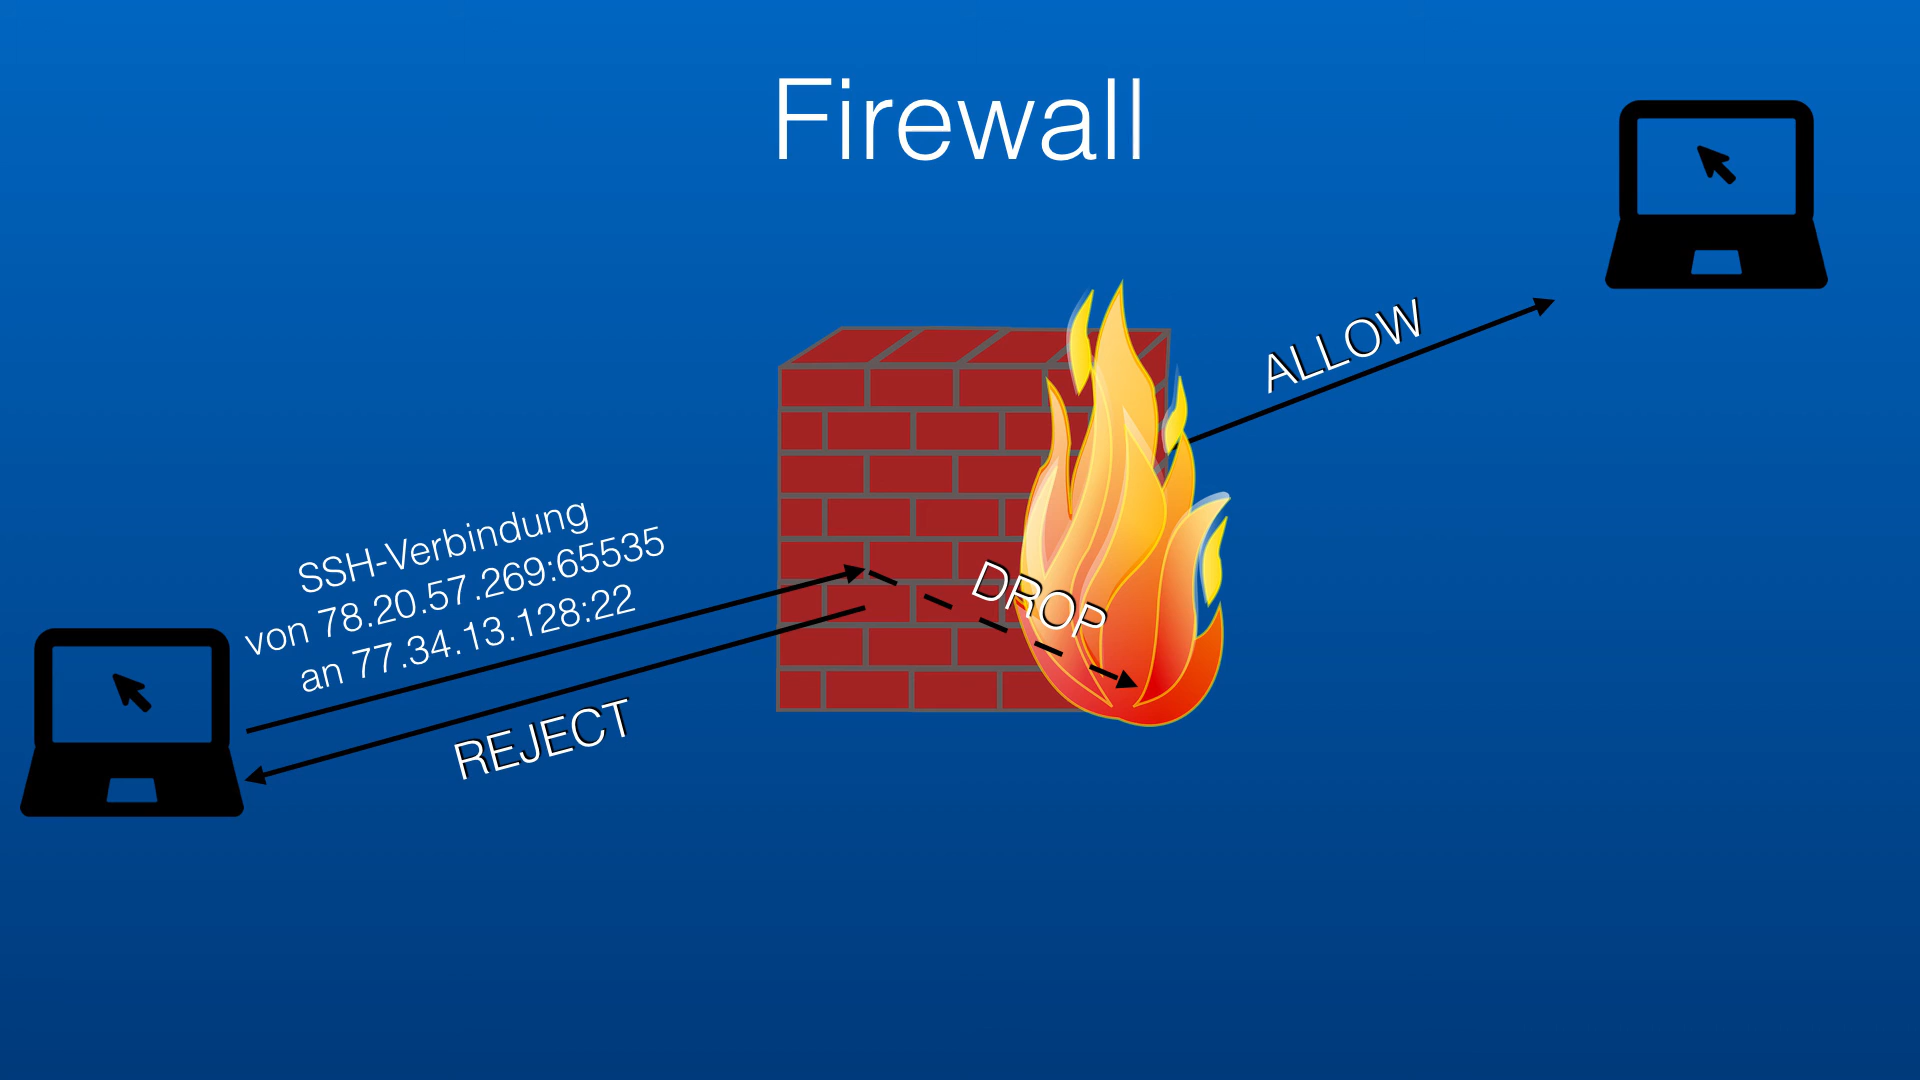 Firewall
ALLOW
SSH-Verbindung
von 78.20.57.269:65535
an 77.34.13.128:22
DROP
REJECT